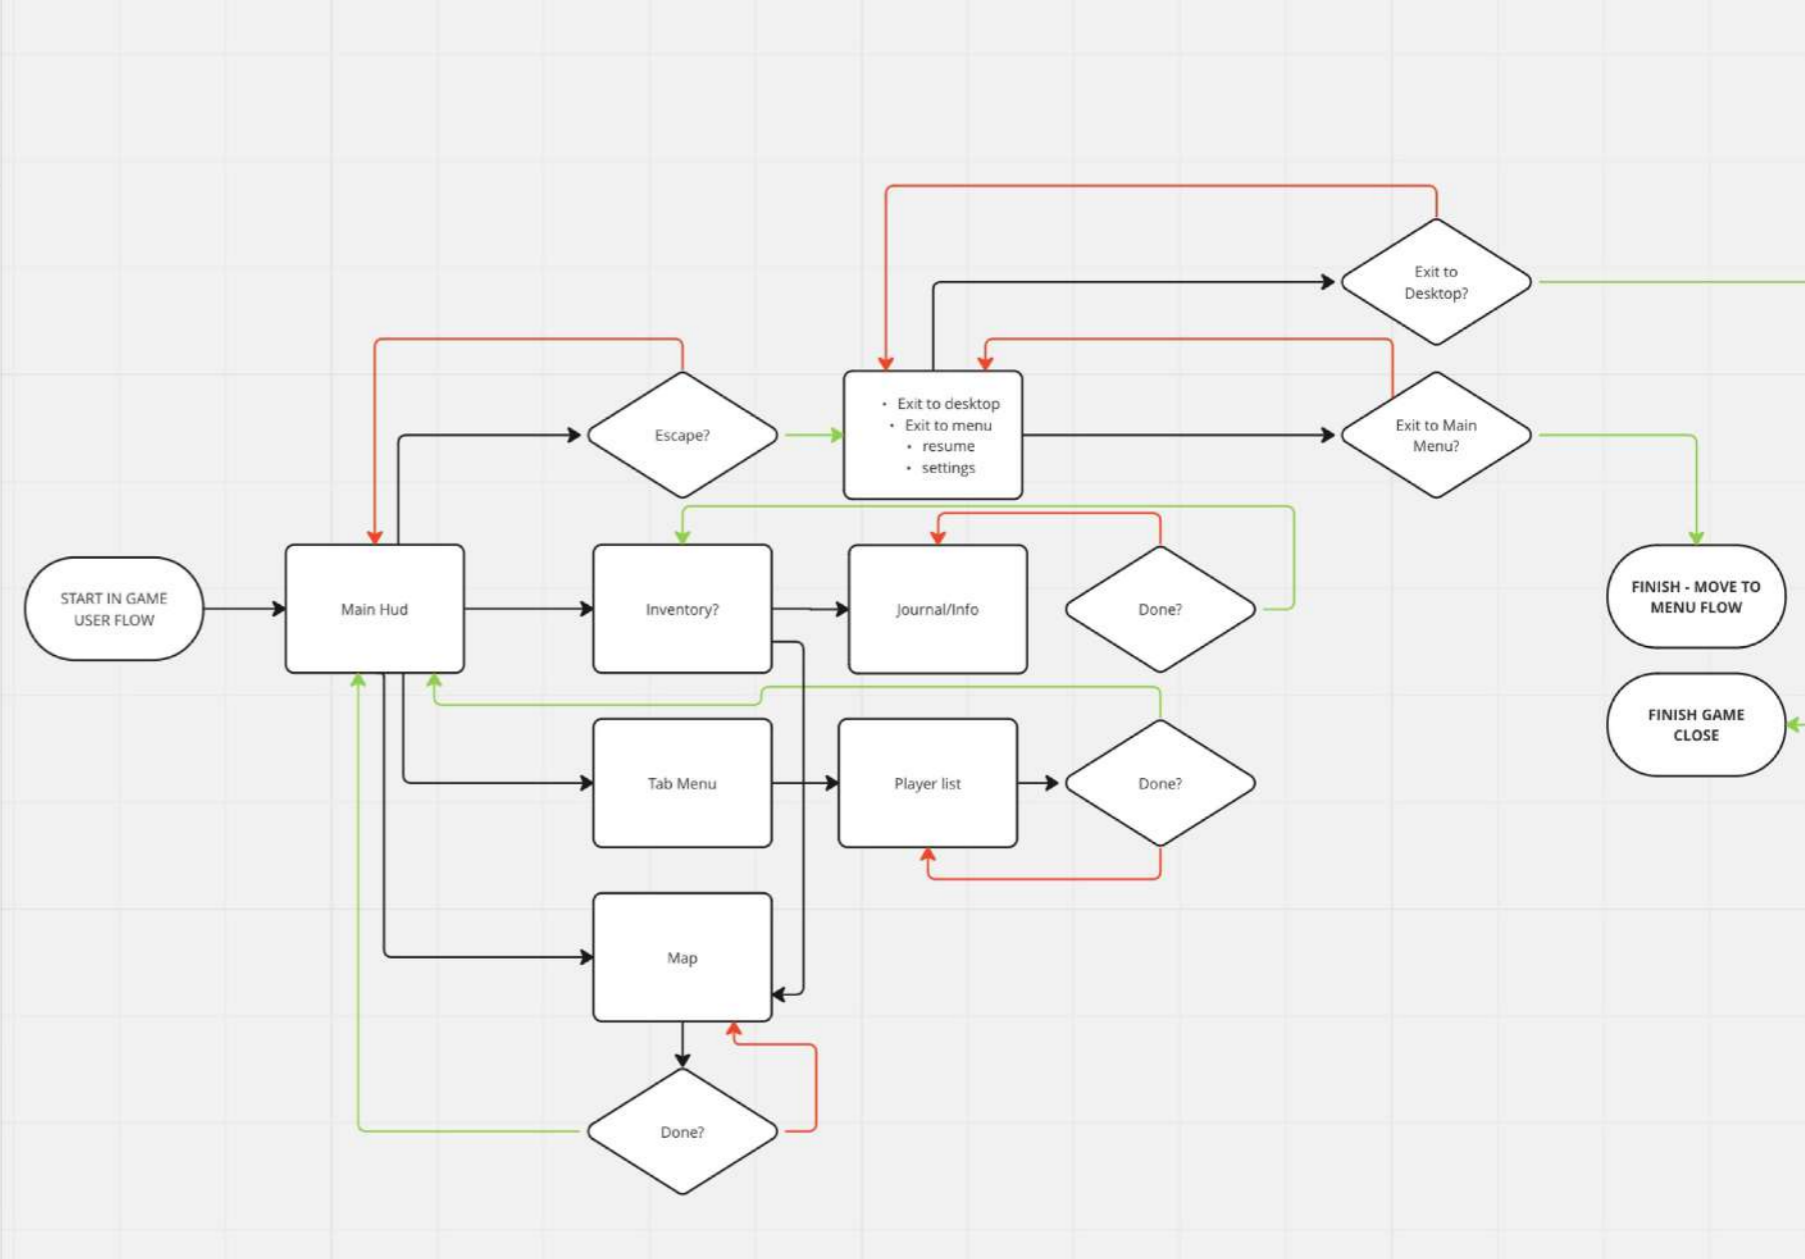 Exit to
Desktop?
Escape?
• Exit to desktop
• Exit to menu
• resume
• settings
Exit to Main
Menu?
START IN GAME
USER FLOW
Main Hud
Inventory?
Journal/Info
Done?
FINISH - MOVE TO
MENU FLOW
Tab Menu
Player list
Done?
FINISH GAME
CLOSE
Map
Done?